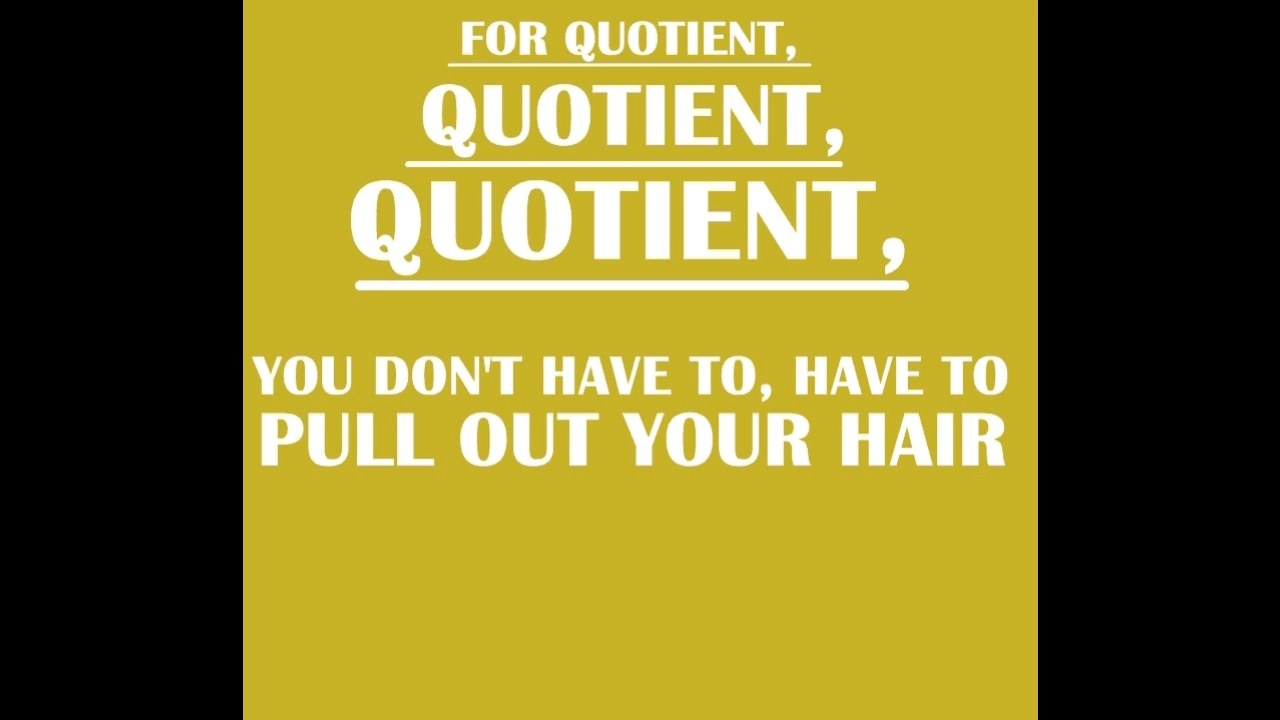 FOR QUOTIENT,
QUOTIENT,
QUOTIENT,
YOU DON'T HAVE TO, HAVE TO
PULL OUT YOUR HAIR